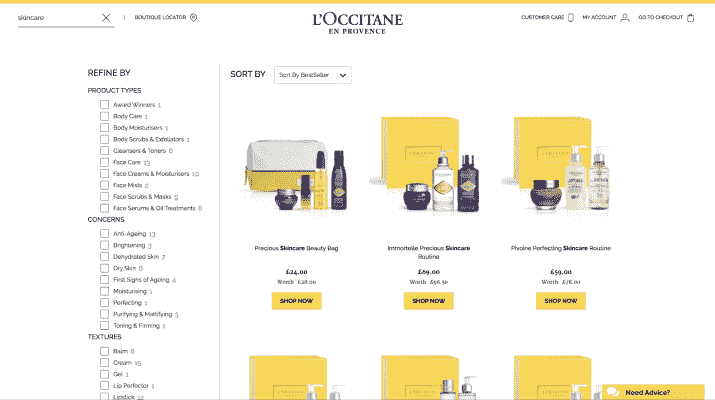 skincare
BOUTIQUE LOCATOR
L'OCCITANE
EN PROVENCE
CUSTOMER CARE
MY ACCOUNT
GO TO CHECKOUT
REFINE BY
PRODUCT TYPES
Award Winners 1
Body Care 1
Body Moisturisers 1
Body Scrubs & Exfoliators 1
Cleansers & Toners 6
Face Care 13
Face Creams & Moisturisers 10
Face Mists 2
Face Scrubs & Masks 9
Face Serums & Oil Treatments 8
CONCERNS
Anti-Ageing 13
Brightening 3
Dehydrated Skin 7
Dry Skin 6
First Signs of Ageing 4
Moisturising 1
Perfecting 1
Purifying & Mattifying 3
Toning & Firming 1
TEXTURES
Balm 6
Cream 15
Gel 1
Lip Perfector 1
Lipstick 12
SORT BY
Sort By BestSeller
Precious Skincare Beauty Bag
£24.00
Worth £28.00
SHOP NOW
Immortelle Precious Skincare
Routine
£69.00
Worth £96.50
SHOP NOW
Pivoine Perfecting Skincare Routine
£59.00
Worth £78.00
SHOP NOW
Need Advice?